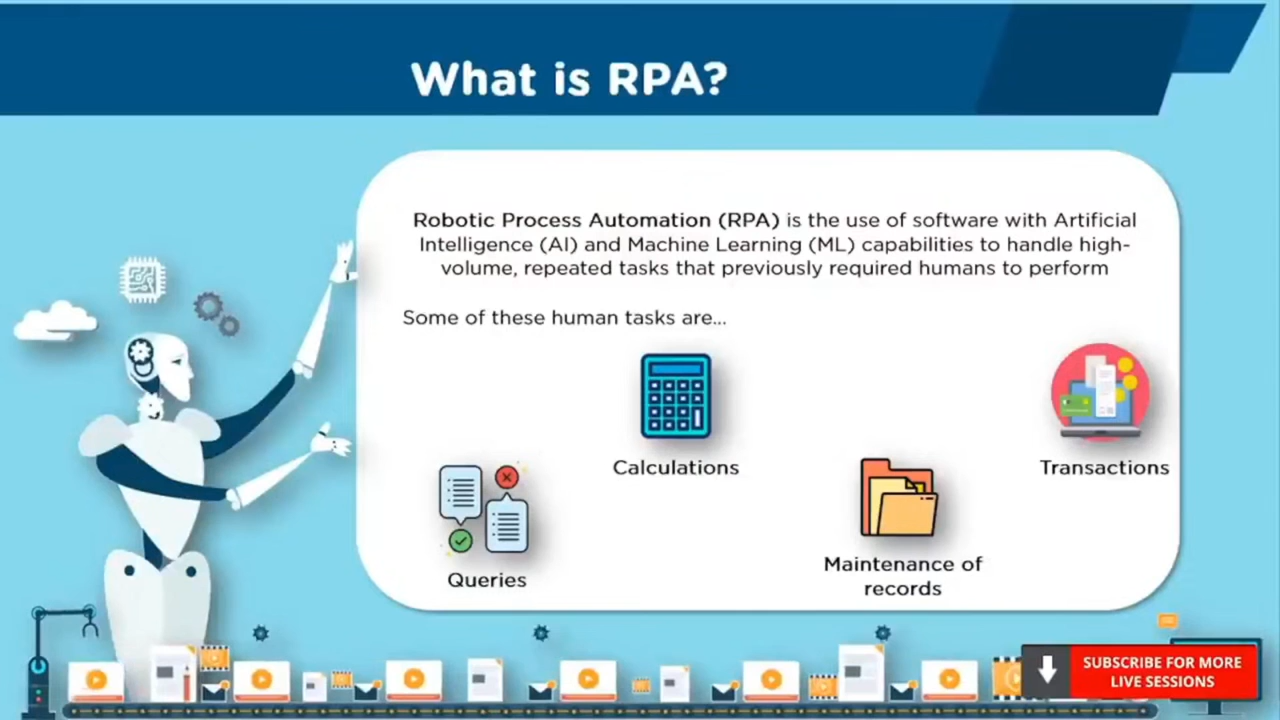 What is RPA?
Robotic Process Automation (RPA) is the use of software with Artificial
Intelligence (AI) and Machine Learning (ML) capabilities to handle high-
volume, repeated tasks that previously required humans to perform
Some of these human tasks are...
Calculations
Transactions
Queries
Maintenance of
records
SUBSCRIBE FOR MORE
LIVE SESSIONS